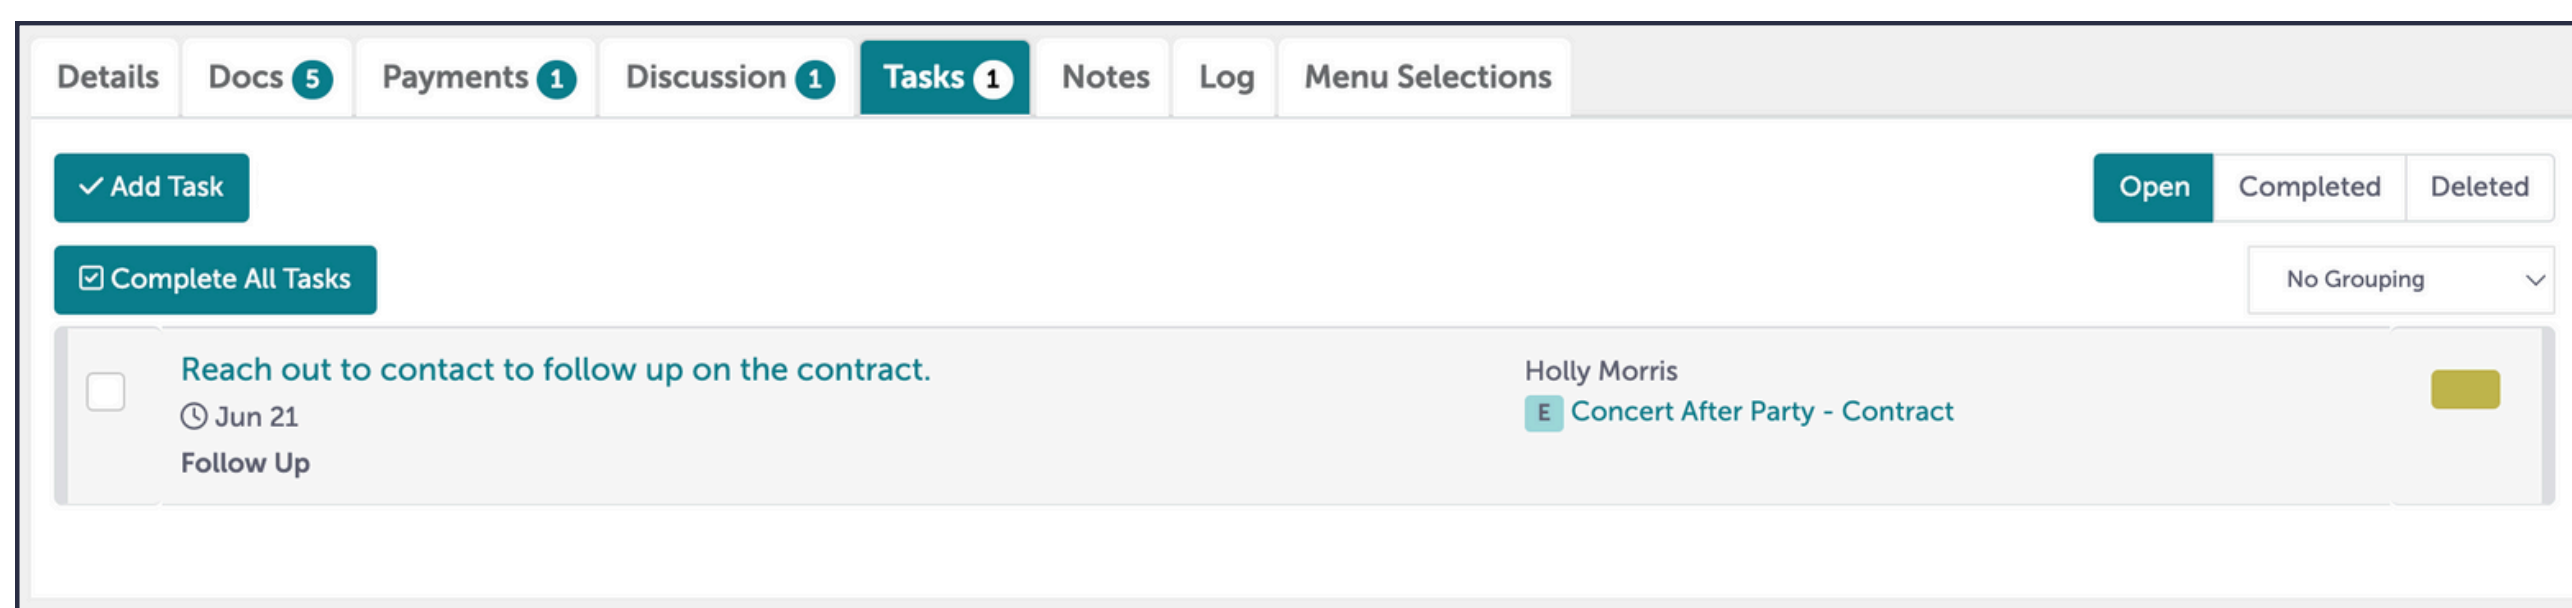 Details Docs 5 Payments 1 Discussion 1 Tasks 1 Notes Log Menu Selections
Add Task Open Completed Deleted
Complete All Tasks No Grouping
Reach out to contact to follow up on the contract. Holly Morris
Jun 21 E Concert After Party - Contract
Follow Up